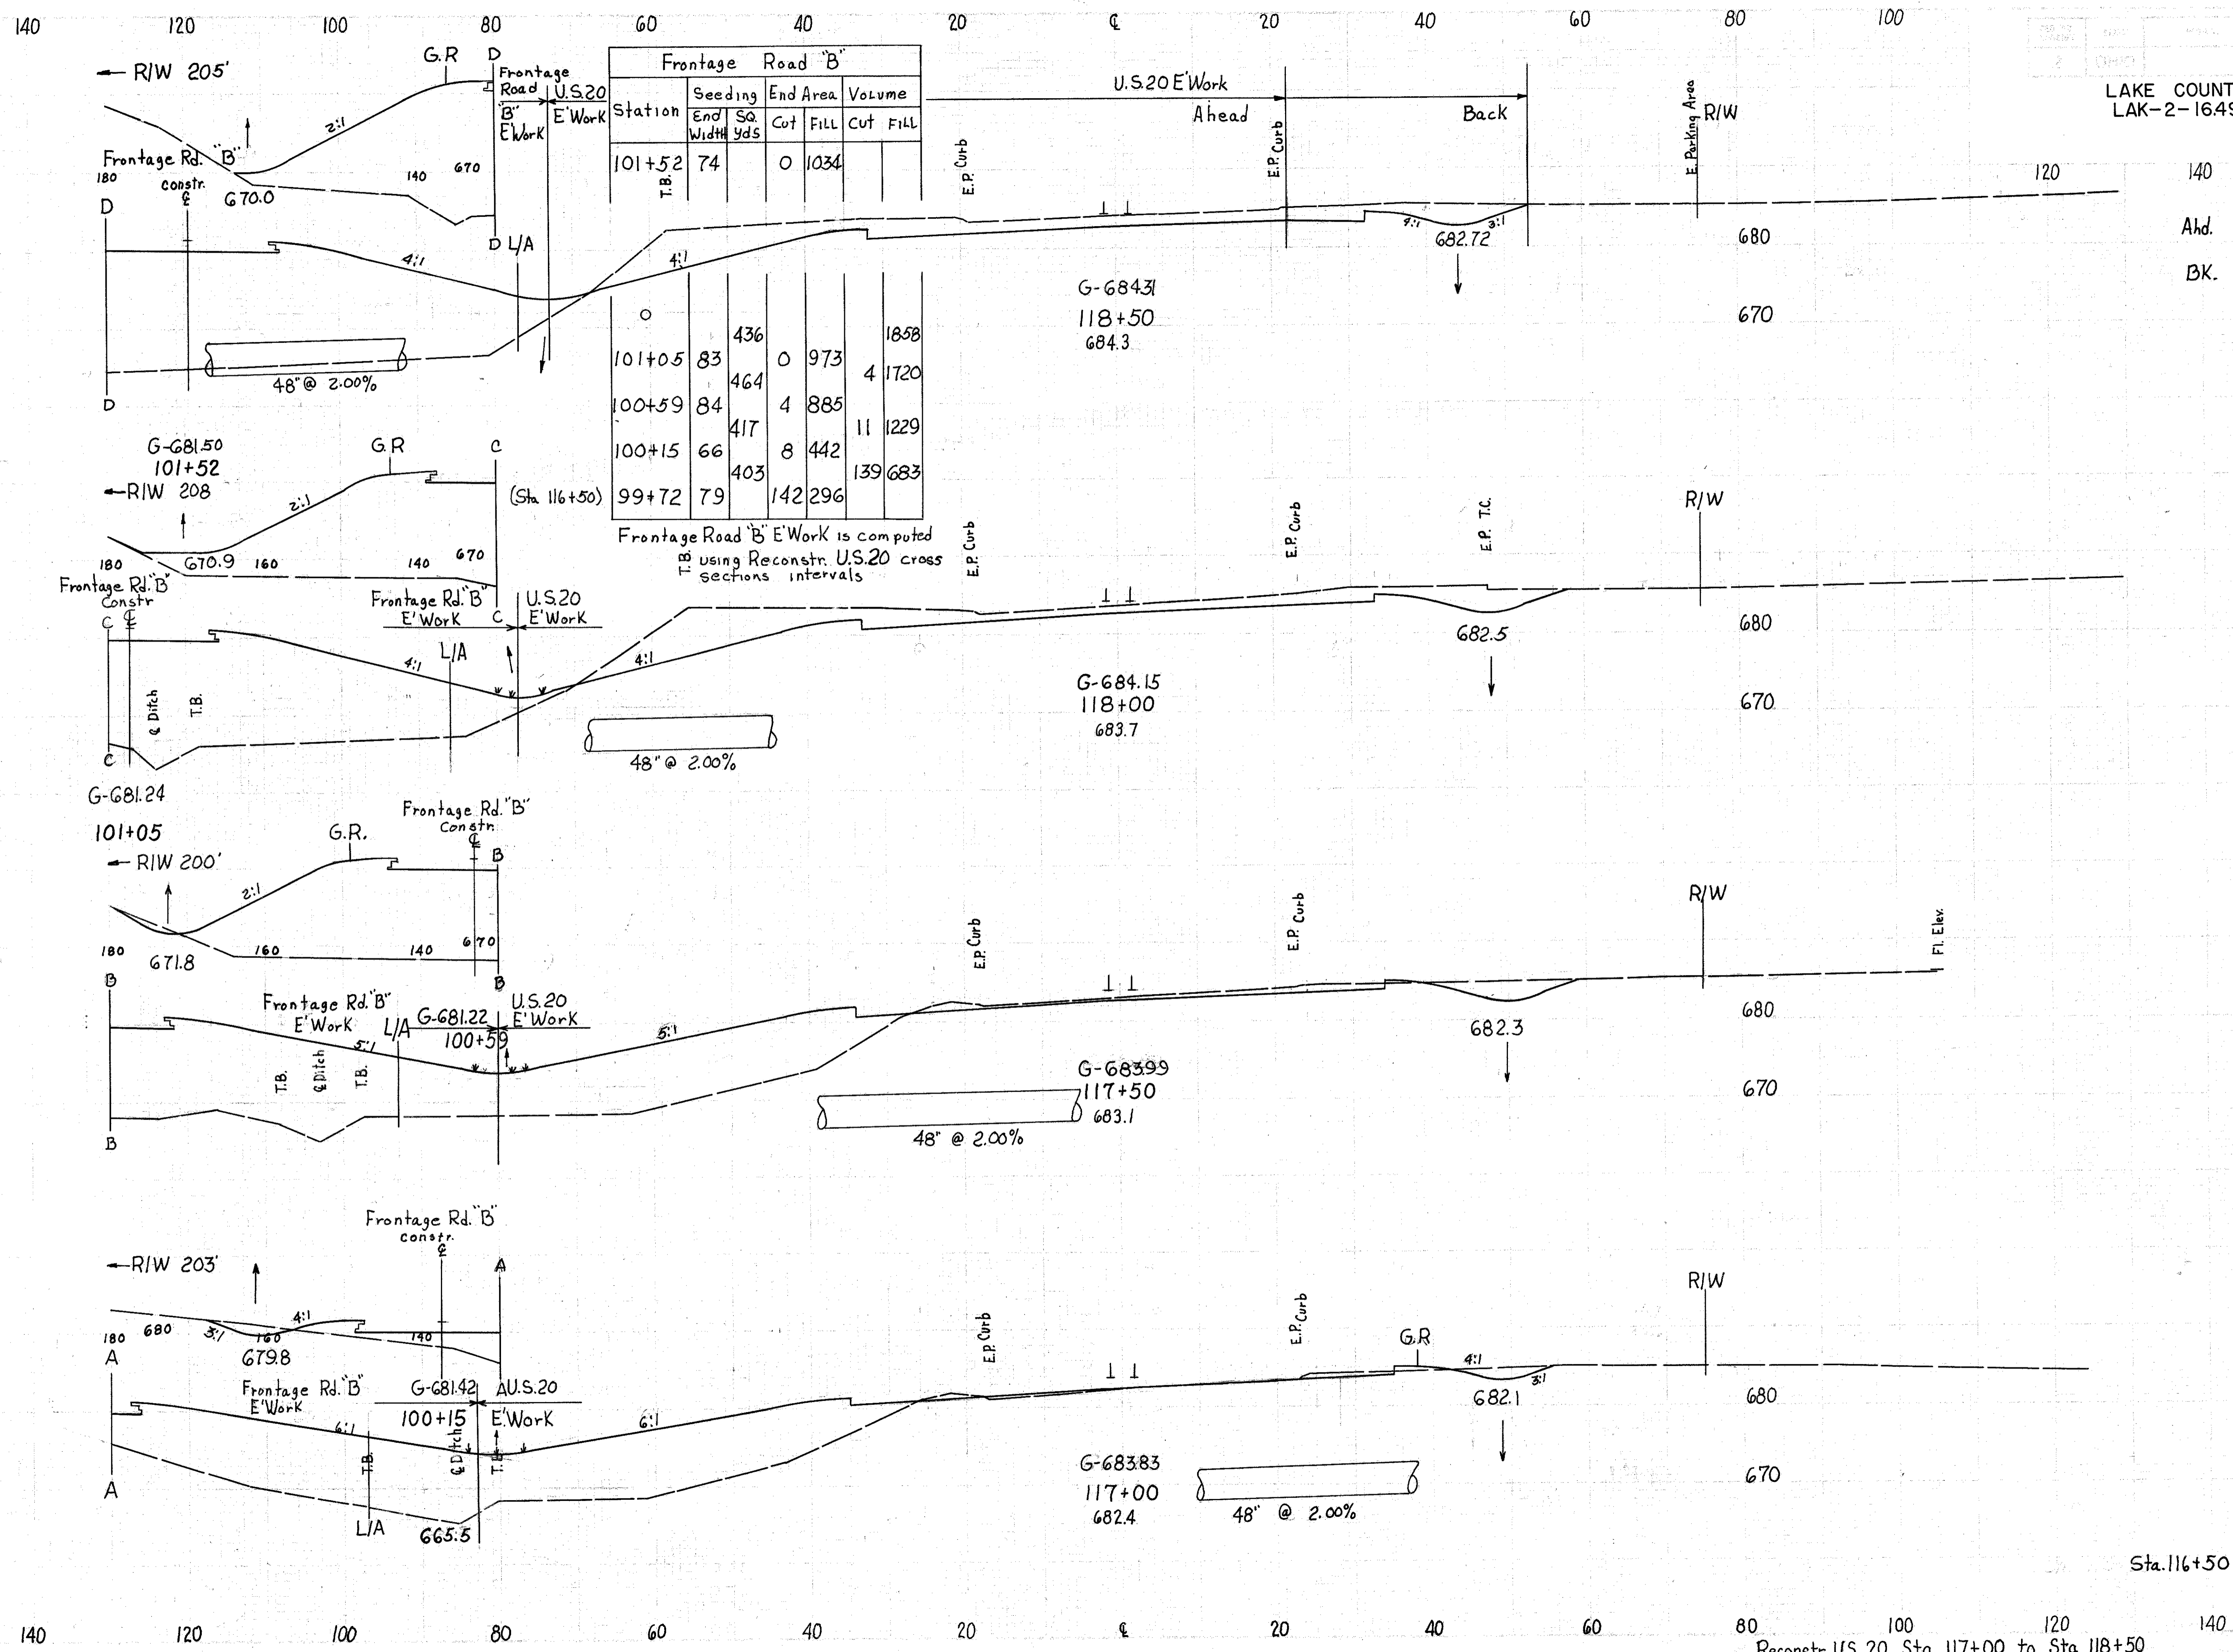 140 120 100 80 60 40 20 ℄ 20 40 60 80 100
LAKE COUNT
LAK-2-16.49
120 140
Ahd.
BK.
← R/W 205'
G.R
D
Frontage Road "B" E'Work
U.S.20 E'Work
2:1
Frontage Rd. "B"
Constr. ℄
180
670.0
140
670
D
D L/A
4:1
4:1
48" @ 2.00%
D
Frontage Road "B"
Station Seeding End Area Volume
End Width SQ. Yds Cut FILL Cut FILL
101+52 74 0 1034
T.B.
0
436 1858
101+05 83 0 973
464 4 1720
100+59 84 4 885
417 11 1229
100+15 66 8 442
403 139 683
(Sta 116+50) 99+72 79 142 296
Frontage Road "B" E'Work is computed
using Reconstr. U.S.20 cross
sections intervals
U.S.20 E'Work
Ahead
Back
E.P. Curb
E.P. Curb
E. Parking Area
R/W
4:1
3:1
682.72
680
670
G-684.31
118+50
684.3
G-681.50
101+52
← R/W 208
G.R
C
2:1
180
670.9
160
140
670
Frontage Rd. "B"
Constr
℄
Frontage Rd. "B"
E'Work
C
U.S.20
E'Work
C
L/A
4:1
4:1
℄ Ditch
T.B.
C
48" @ 2.00%
T.B.
E.P. Curb
E.P. Curb
E.P. T.C.
R/W
682.5
680
670
G-684.15
118+00
683.7
G-681.24
101+05
← R/W 200'
G.R.
Frontage Rd. "B"
Constr.
℄
B
2:1
180
671.8
160
140
670
B
B
Frontage Rd. "B"
E'Work
L/A
G-681.22
100+59
U.S.20
E'Work
5:1
5:1
T.B.
℄ Ditch
T.B.
B
48" @ 2.00%
E.P. Curb
E.P. Curb
R/W
Fl. Elev.
682.3
680
670
G-683.99
117+50
683.1
Frontage Rd. "B"
Constr.
℄
← R/W 203'
A
4:1
3:1
180
680
160
140
679.8
A
Frontage Rd. "B"
E'Work
G-681.42
100+15
A U.S.20
E'Work
6:1
6:1
T.B.
℄ Ditch
T.B.
A
L/A
665.5
E.P. Curb
E.P. Curb
G.R
4:1
3:1
R/W
682.1
680
670
G-683.83
117+00
682.4
48" @ 2.00%
Sta. 116+50
140 120 100 80 60 40 20 ℄ 20 40 60 80 100 120 140
Reconstr. U.S. 20 Sta. 117+00 to Sta. 118+50